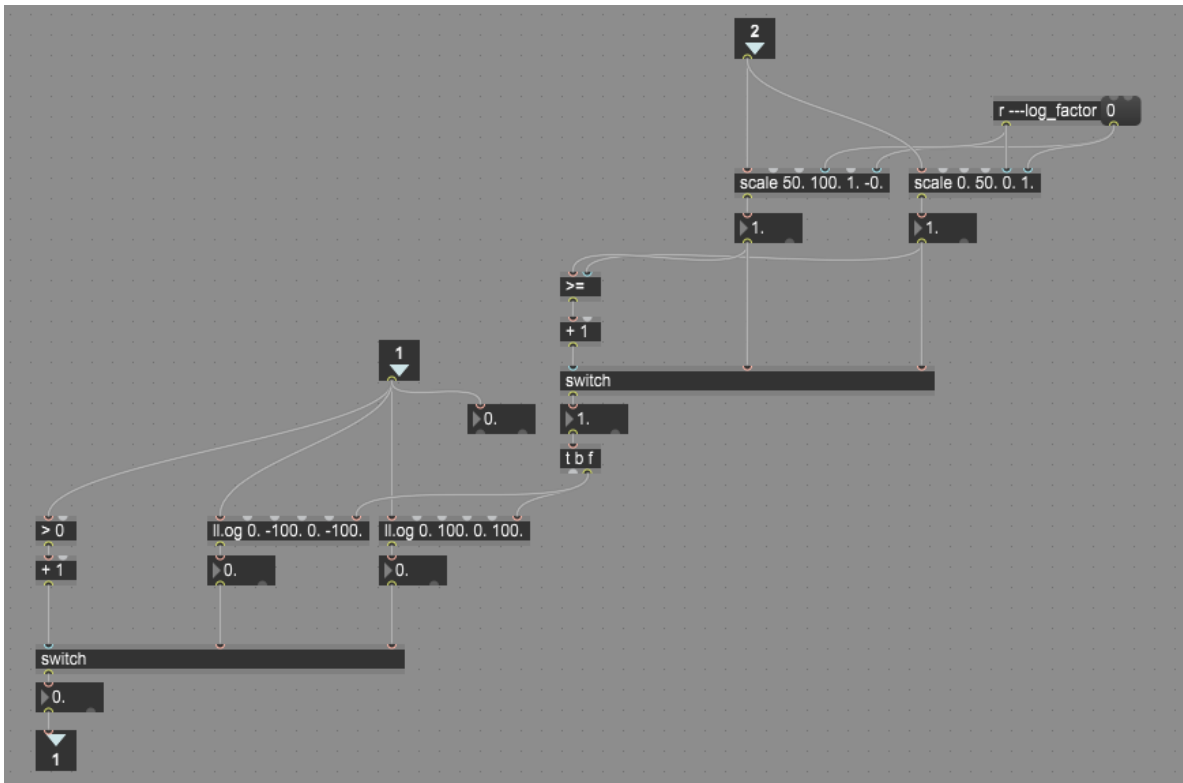 2
r ---log_factor 0
scale 50. 100. 1. -0. scale 0. 50. 0. 1.
1. 1.
>=
+ 1
1
switch
0. 1.
t b f
> 0 ll.og 0. -100. 0. -100. ll.og 0. 100. 0. 100.
+ 1 0. 0.
switch
0.
1